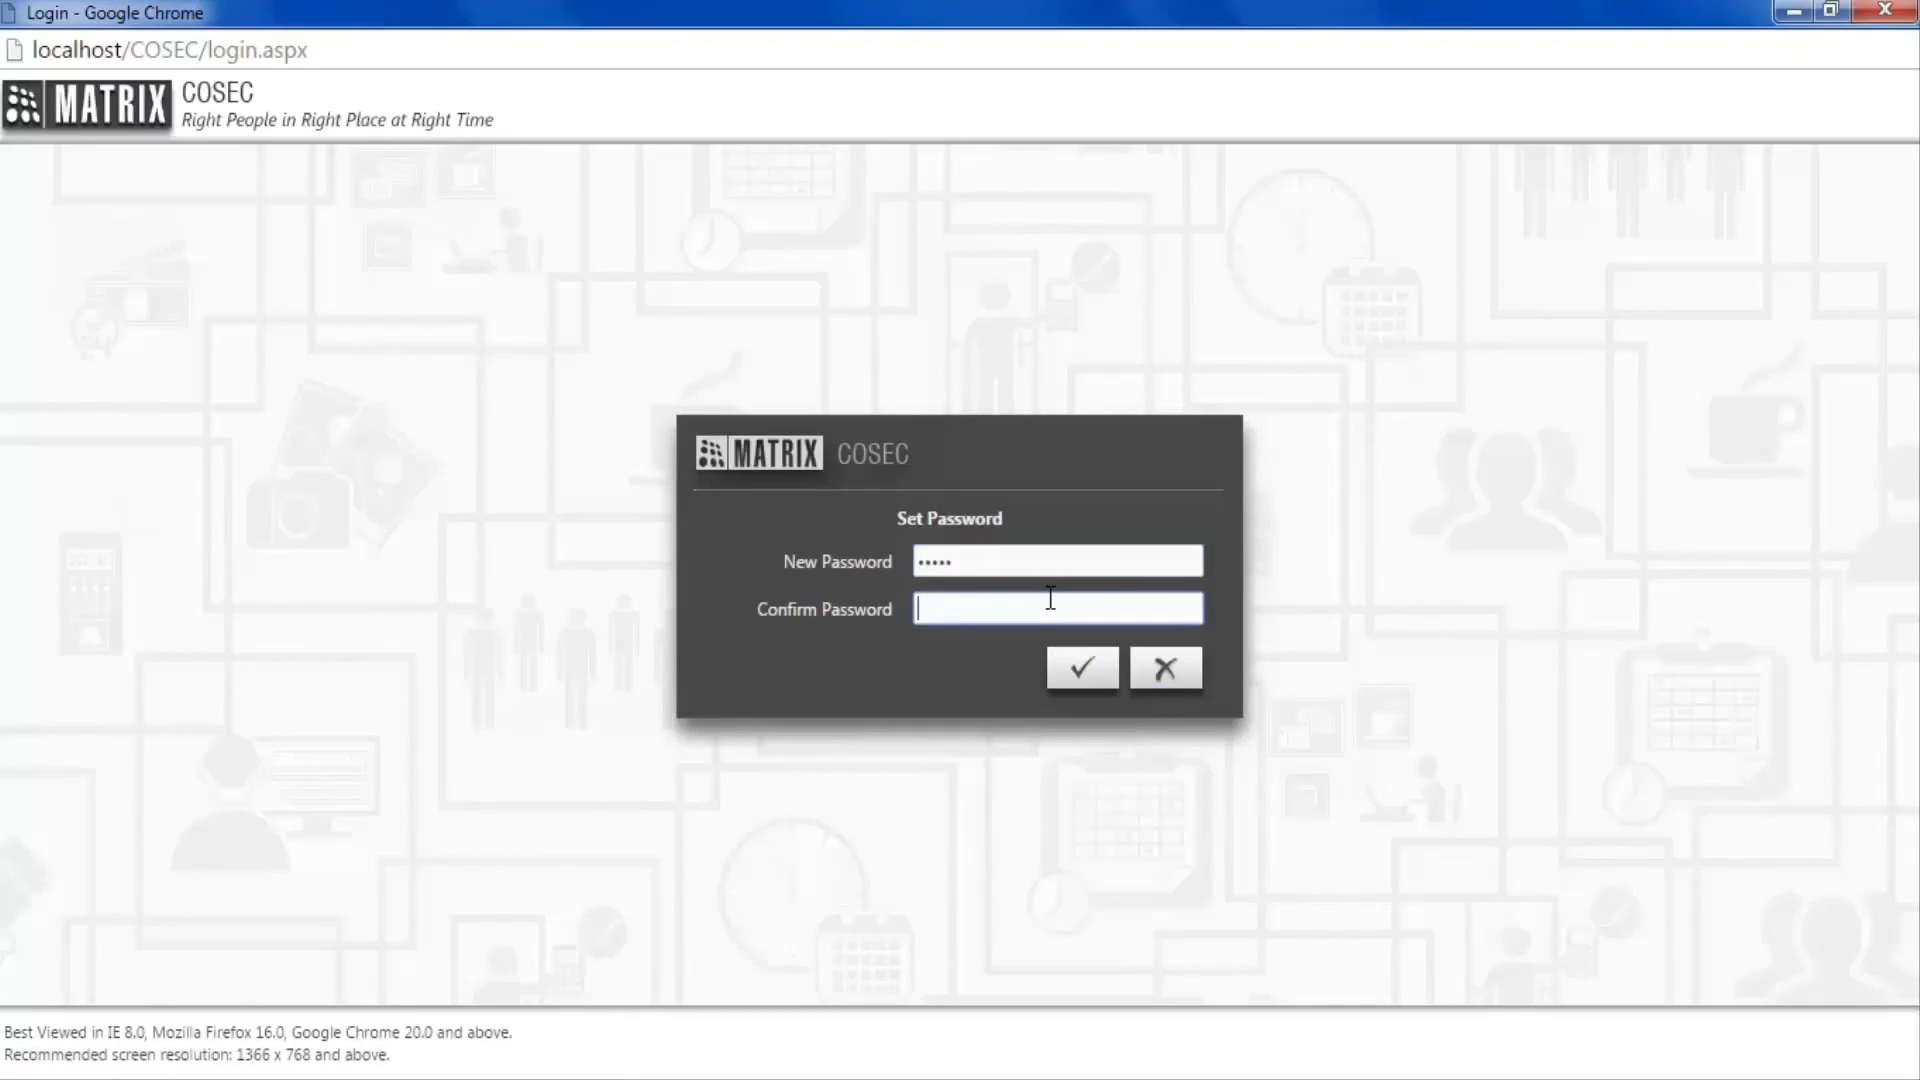 Login - Google Chrome
localhost/COSEC/login.aspx
MATRIX COSEC
Right People in Right Place at Right Time
MATRIX COSEC
Set Password
New Password •••••
Confirm Password
Best Viewed in IE 8.0, Mozilla Firefox 16.0, Google Chrome 20.0 and above.
Recommended screen resolution: 1366 x 768 and above.